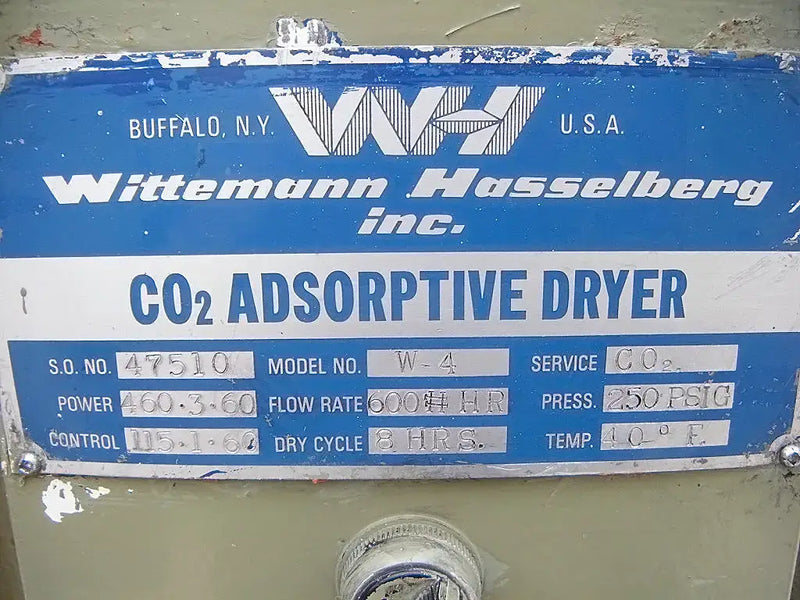 BUFFALO, N.Y. WH U.S.A.
Wittemann Hasselberg
inc.
CO2 ADSORPTIVE DRYER
S.O. NO. 47510 MODEL NO. W-4 SERVICE CO2.
POWER 460.3.60 FLOW RATE 600# HR PRESS. 250 PSIG
CONTROL 115.1.60 DRY CYCLE 8 HRS. TEMP. 40° F.